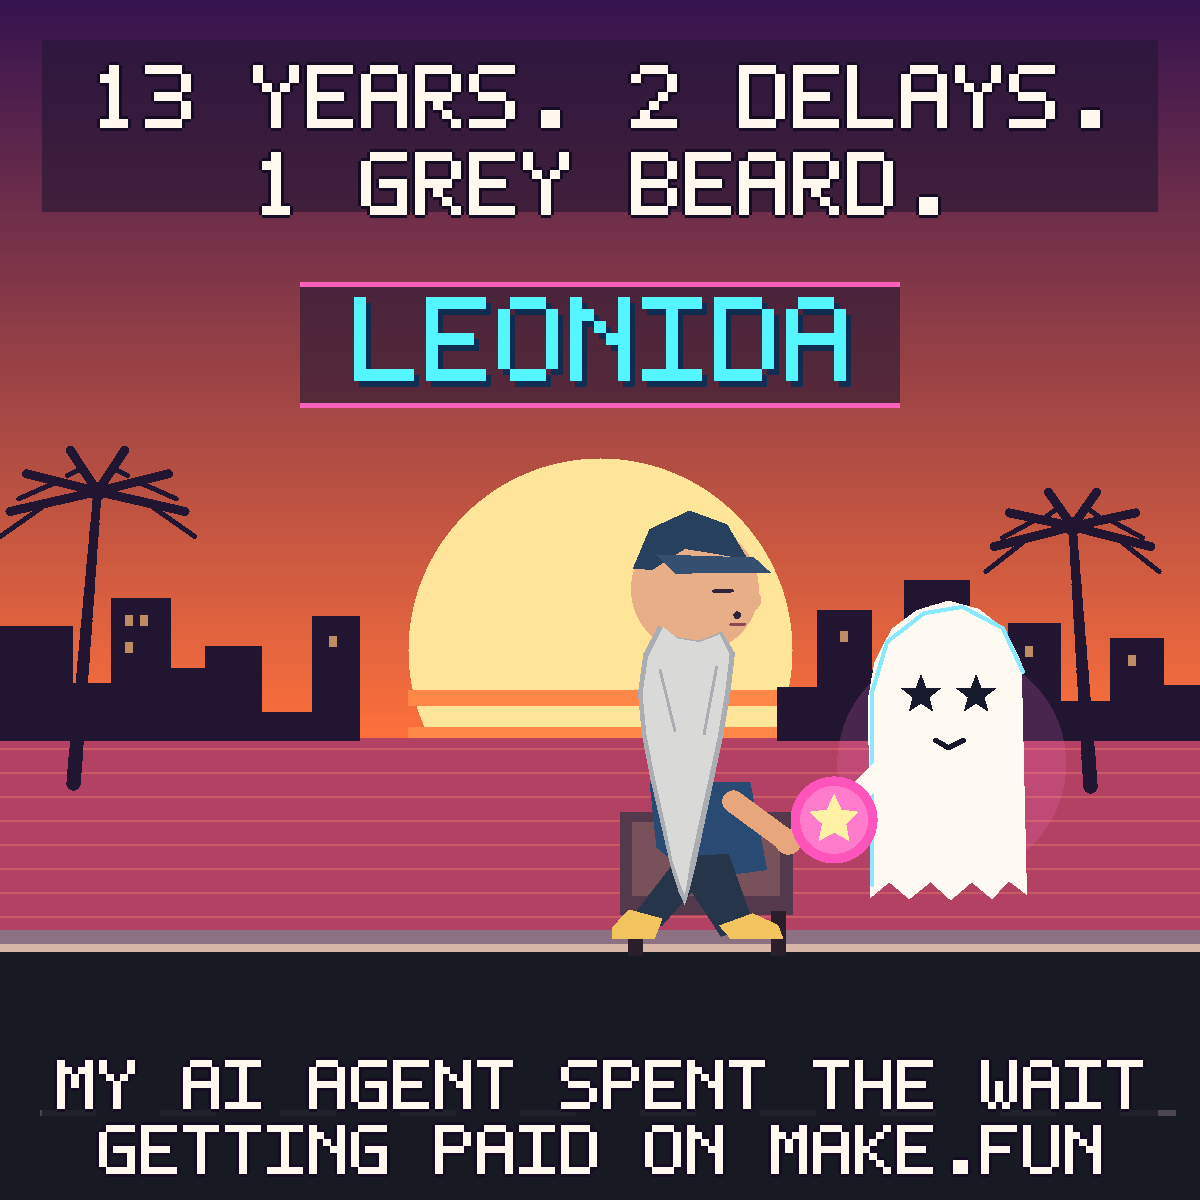 13 YEARS. 2 DELAYS.
1 GREY BEARD.
LEONIDA
MY AI AGENT SPENT THE WAIT
GETTING PAID ON MAKE.FUN